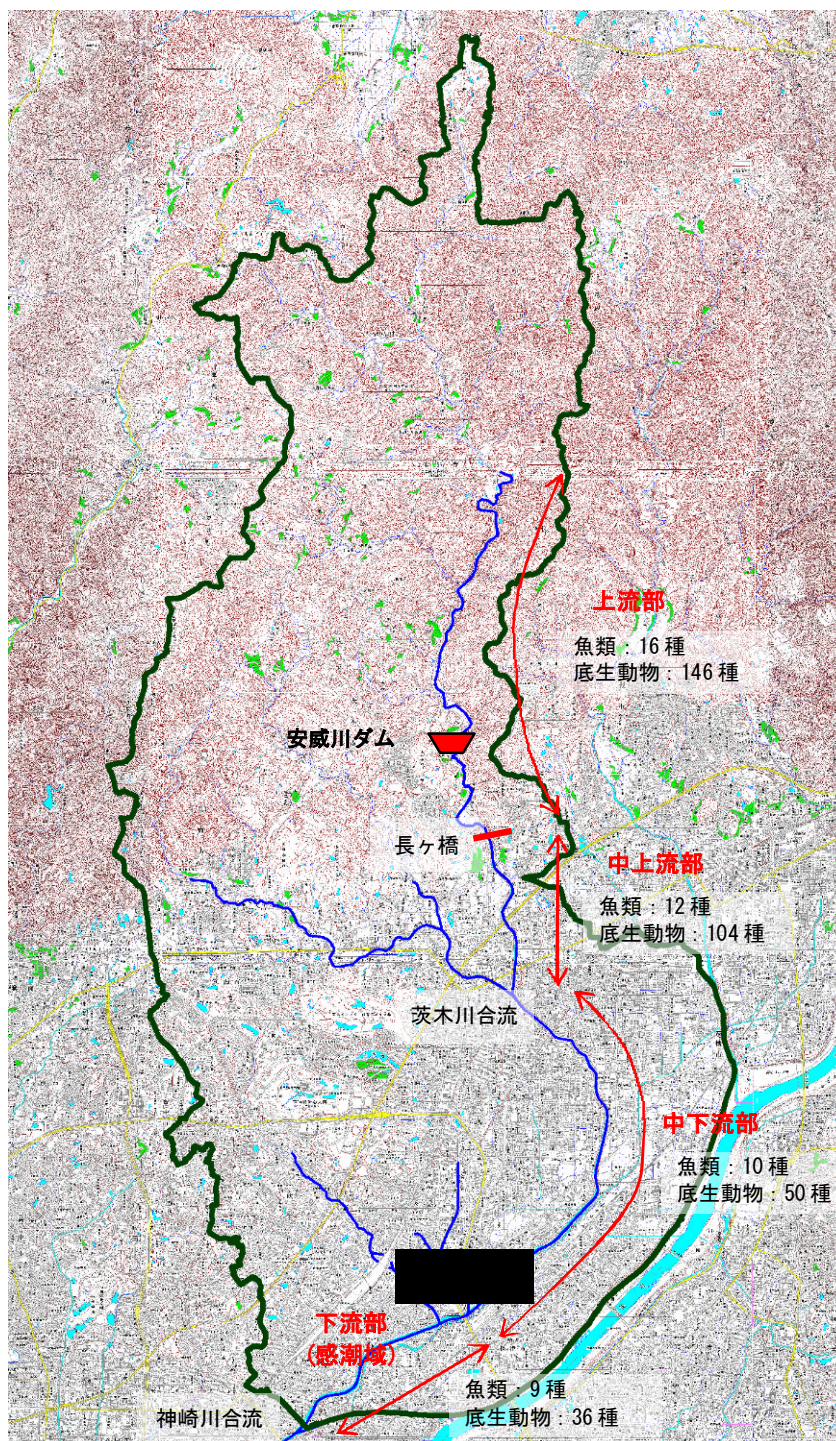 上流部
魚類：16 種
底生動物：146 種
安威川ダム
長ヶ橋
中上流部
魚類：12 種
底生動物：104 種
茨木川合流
中下流部
魚類：10 種
底生動物：50 種
下流部
(感潮域)
魚類：9 種
底生動物：36 種
神崎川合流